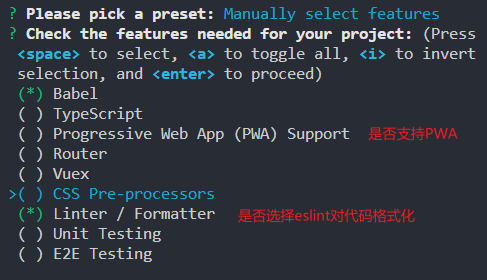 ? Please pick a preset: Manually select features
? Check the features needed for your project: (Press
<space> to select, <a> to toggle all, <i> to invert
selection, and <enter> to proceed)
(*) Babel
( ) TypeScript
( ) Progressive Web App (PWA) Support 是否支持PWA
( ) Router
( ) Vuex
>( ) CSS Pre-processors
(*) Linter / Formatter 是否选择eslint对代码格式化
( ) Unit Testing
( ) E2E Testing